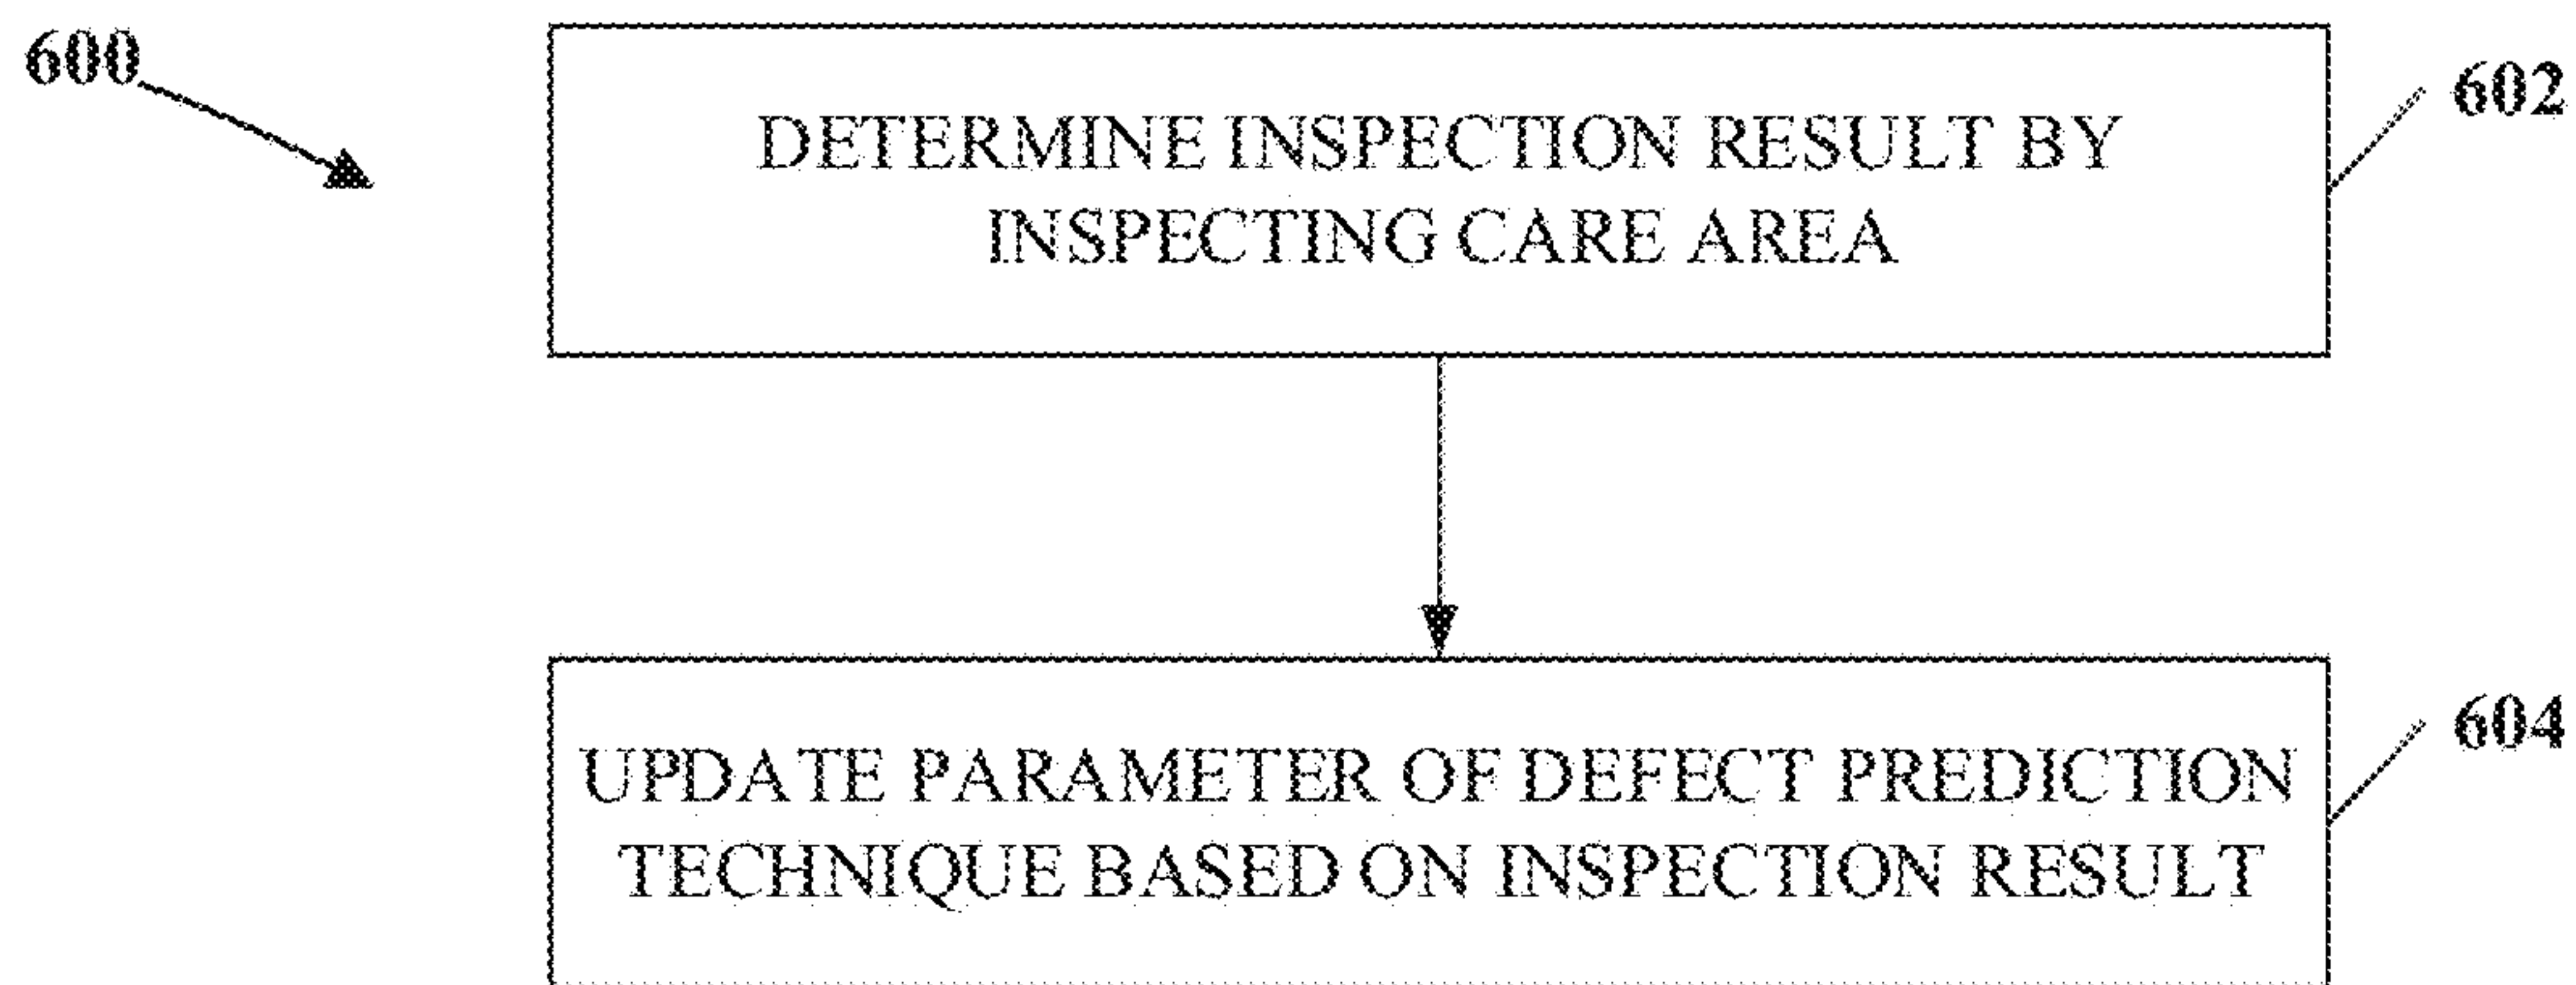 600
602
DETERMINE INSPECTION RESULT BY
INSPECTING CARE AREA
604
UPDATE PARAMETER OF DEFECT PREDICTION
TECHNIQUE BASED ON INSPECTION RESULT